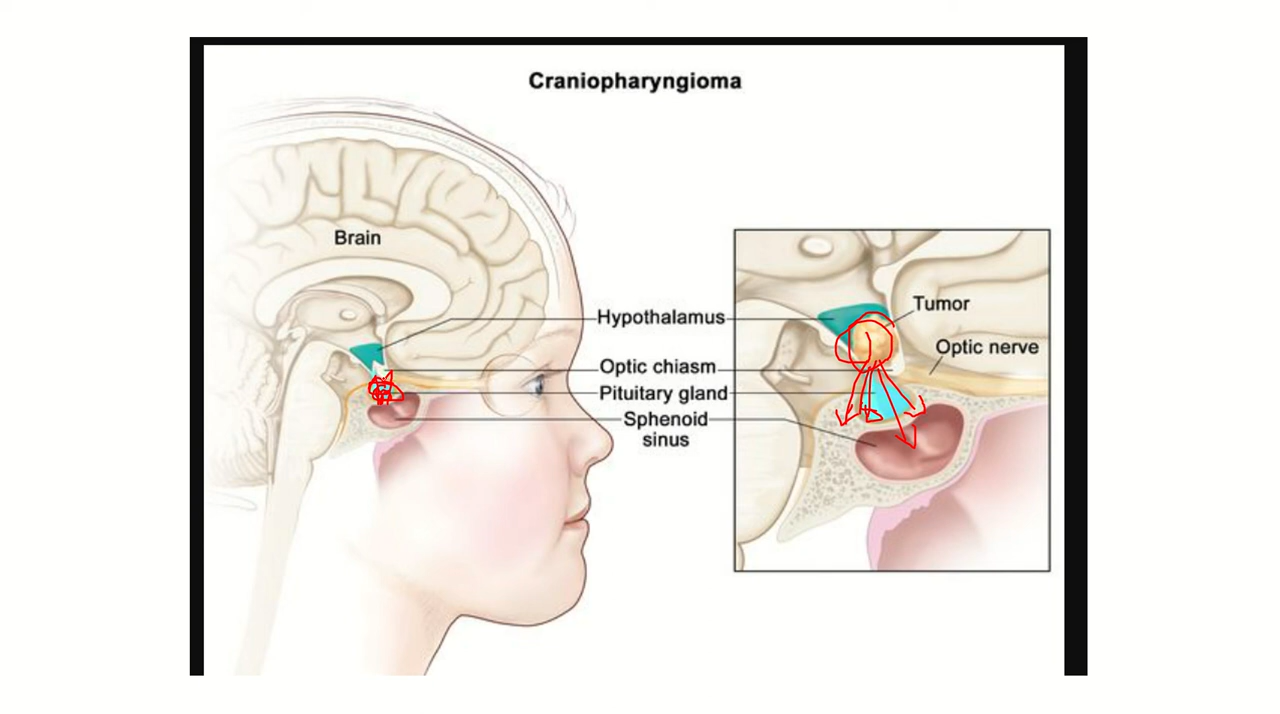 Craniopharyngioma
Brain
Hypothalamus
Tumor
Optic nerve
Optic chiasm
Pituitary gland
Sphenoid
sinus